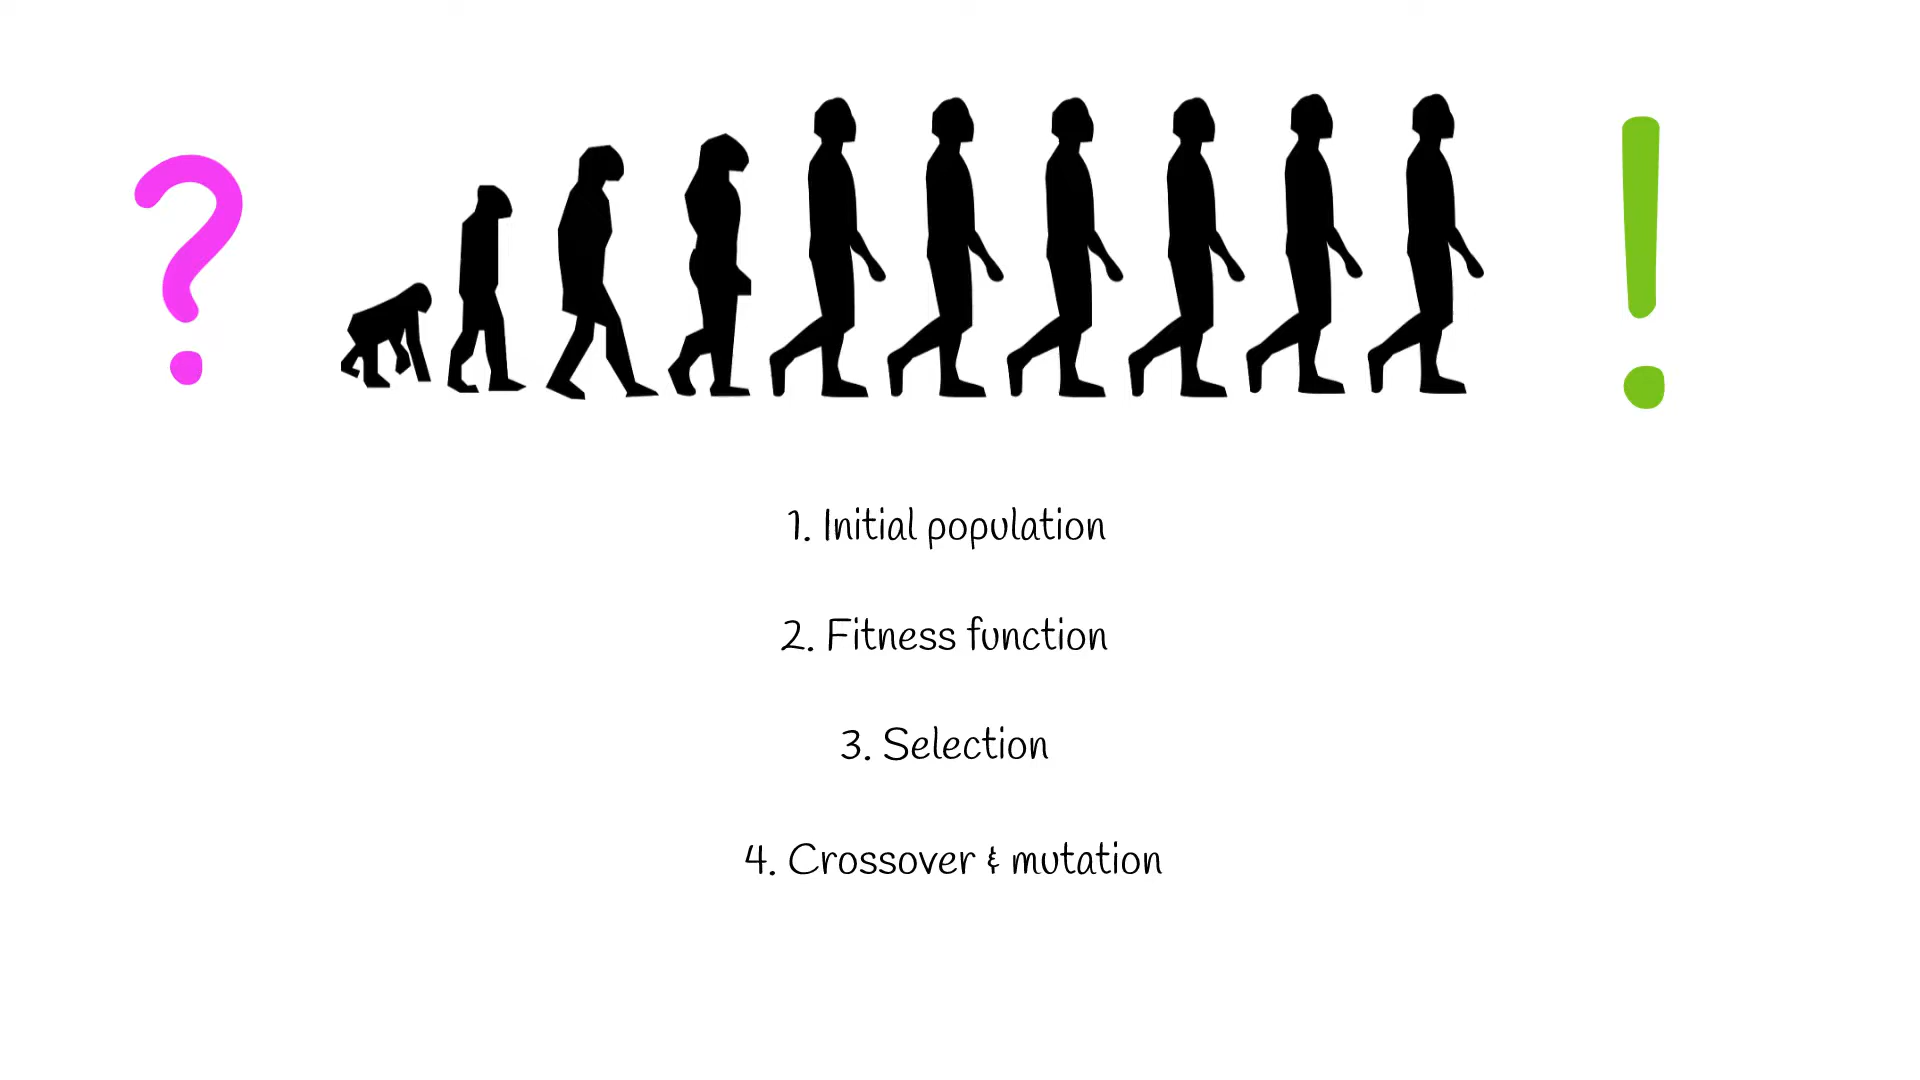 ? !
1. Initial population
2. Fitness function
3. Selection
4. Crossover & mutation